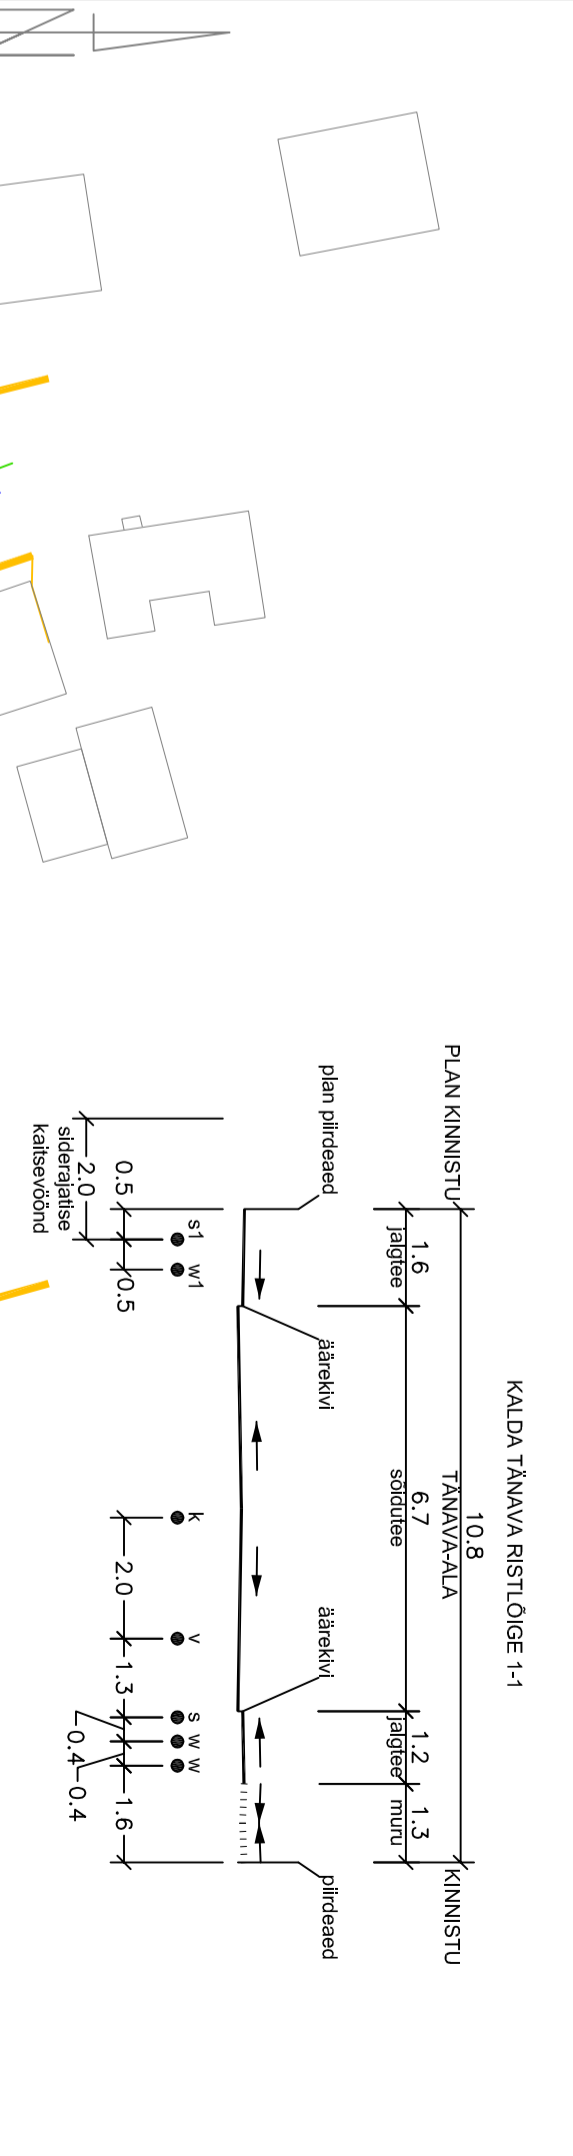 KALDA TÄNAVA RISTLÕIGE 1-1
10.8
PLAN KINNISTU
TÄNAVA-ALA
KINNISTU
1.6
6.7
1.2
1.3
jalgtee
sõidutee
jalgtee
muru
plan piirdeaed
äärekivi
äärekivi
piirdeaed
s1
w1
k
v
s
w
w
0.5
0.5
2.0
1.3
1.6
2.0
0.4
0.4
siderajatise
kaitsevöönd